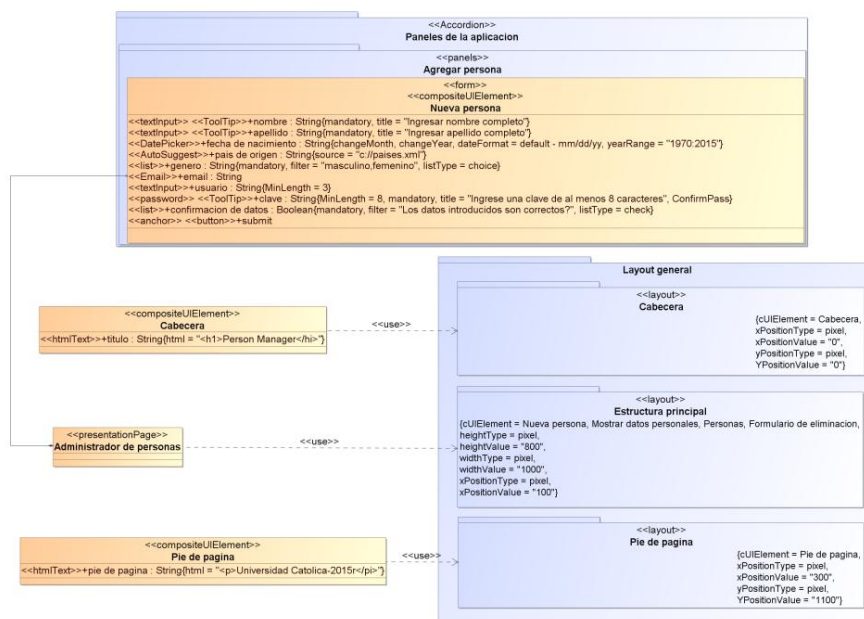 <<Accordion>>
Paneles de la aplicacion
<<panels>>
Agregar persona
<<form>>
<<compositeUIElement>>
Nueva persona
<<textInput>> <<ToolTip>>+nombre : String{mandatory, title = "Ingresar nombre completo"}
<<textInput>> <<ToolTip>>+apellido : String{mandatory, title = "Ingresar apellido completo"}
<<DatePicker>>+fecha de nacimiento : String{changeMonth, changeYear, dateFormat = default - mm/dd/yy, yearRange = "1970:2015"}
<<AutoSuggest>>+pais de origen : String{source = "c://paises.xml"}
<<list>>+genero : String{mandatory, filter = "masculino,femenino", listType = choice}
<<Email>>+email : String
<<textInput>>+usuario : String{MinLength = 3}
<<password>> <<ToolTip>>+clave : String{MinLength = 8, mandatory, title = "Ingrese una clave de al menos 8 caracteres", ConfirmPass}
<<list>>+confirmacion de datos : Boolean{mandatory, filter = "Los datos introducidos son correctos?", listType = check}
<<anchor>> <<button>>+submit
Layout general
<<compositeUIElement>>
Cabecera
<<htmlText>>+titulo : String{html = "<h1>Person Manager</hi>"}
<<use>>
<<layout>>
Cabecera
{cUIElement = Cabecera,
xPositionType = pixel,
xPositionValue = "0",
yPositionType = pixel,
YPositionValue = "0"}
<<presentationPage>>
Administrador de personas
<<use>>
<<layout>>
Estructura principal
{cUIElement = Nueva persona, Mostrar datos personales, Personas, Formulario de eliminacion,
heightType = pixel,
heightValue = "800",
widthType = pixel,
widthValue = "1000",
xPositionType = pixel,
xPositionValue = "100"}
<<compositeUIElement>>
Pie de pagina
<<htmlText>>+pie de pagina : String{html = "<p>Universidad Catolica-2015r</pi>"}
<<use>>
<<layout>>
Pie de pagina
{cUIElement = Pie de pagina,
xPositionType = pixel,
xPositionValue = "300",
yPositionType = pixel,
YPositionValue = "1100"}